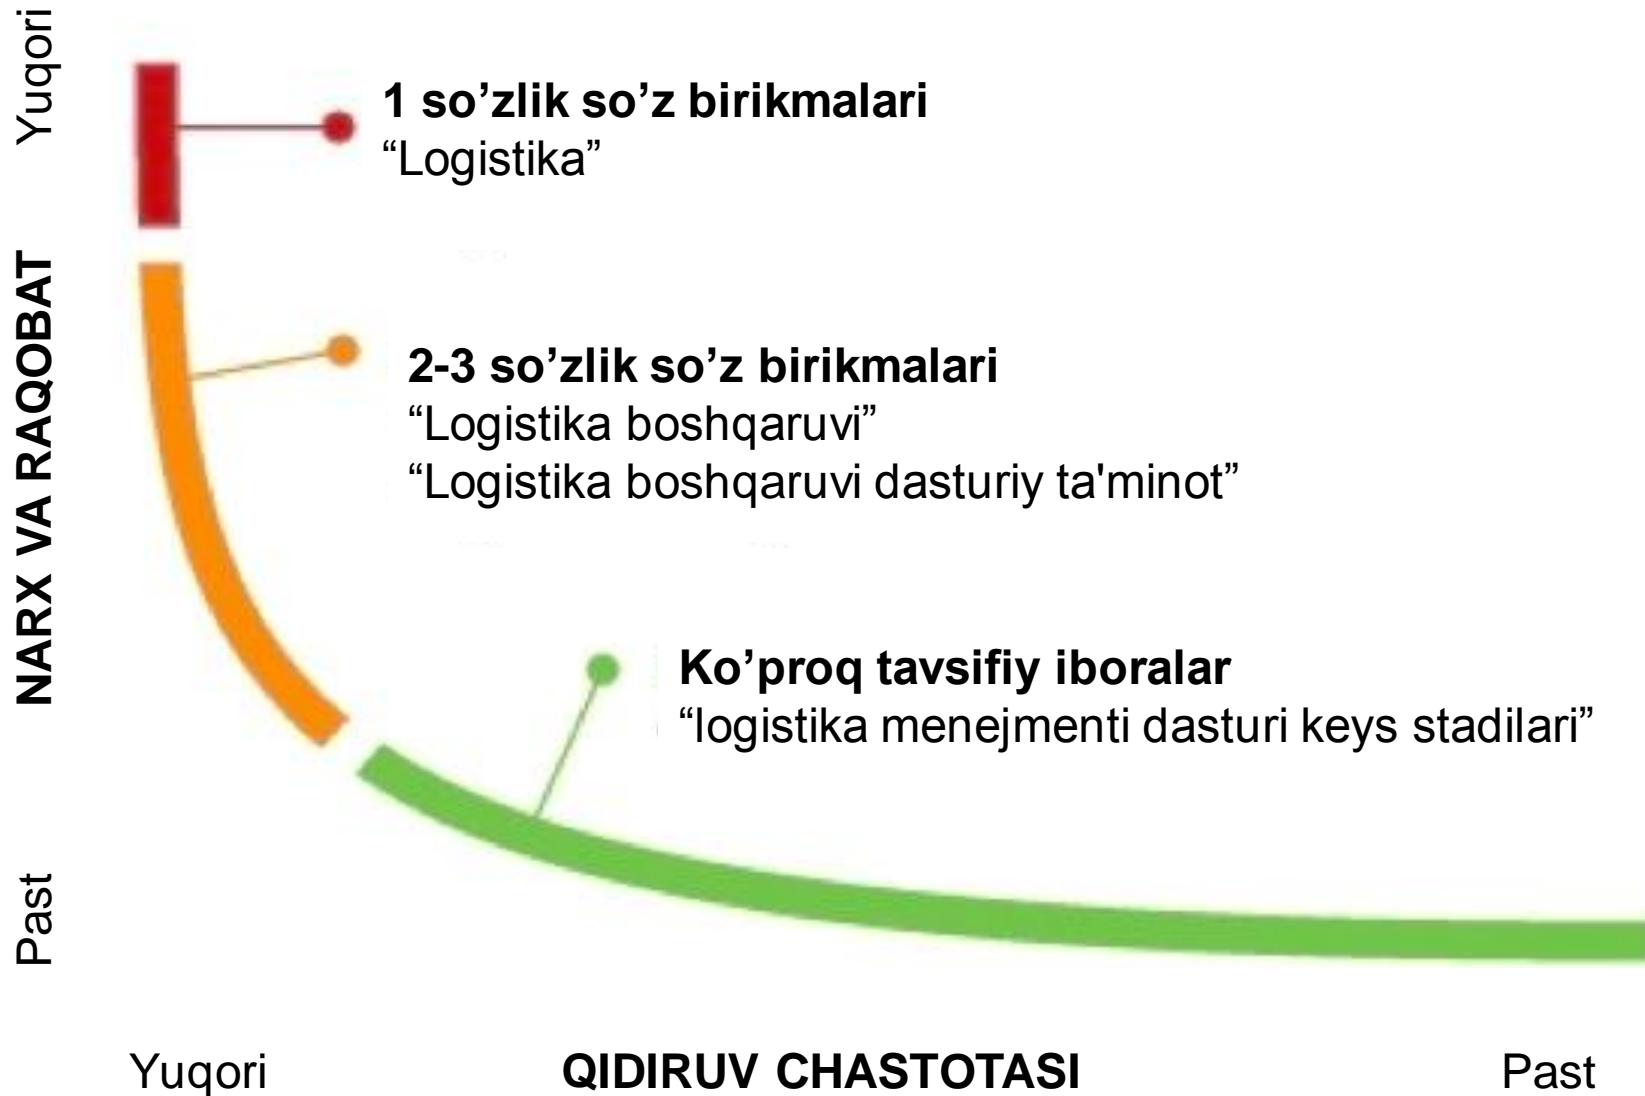 Yuqori
NARX VA RAQOBAT
Past
1 so’zlik so’z birikmalari
“Logistika”
2-3 so’zlik so’z birikmalari
“Logistika boshqaruvi”
“Logistika boshqaruvi dasturiy ta'minot”
Ko’proq tavsifiy iboralar
“logistika menejmenti dasturi keys stadilari”
Yuqori
QIDIRUV CHASTOTASI
Past